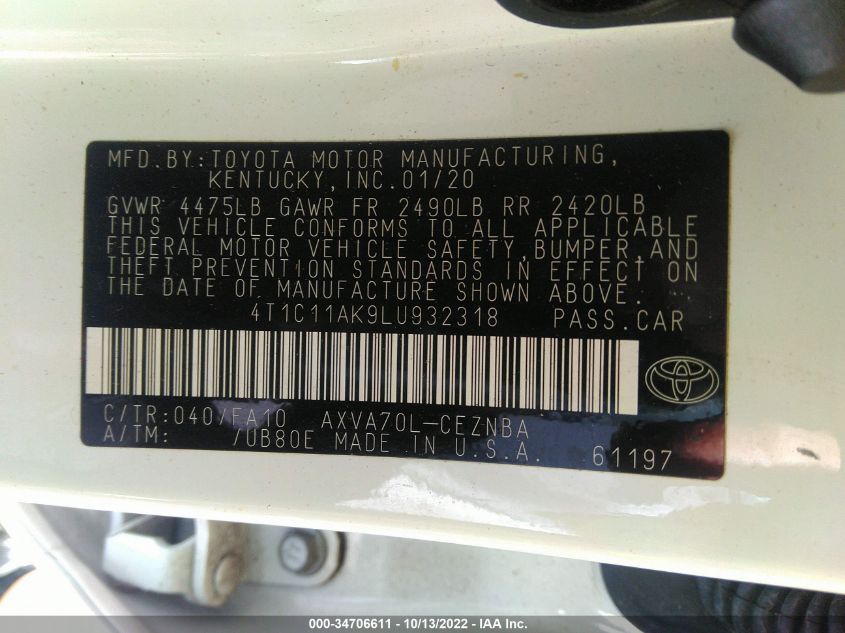 MFD.BY:TOYOTA MOTOR MANUFACTURING,
KENTUCKY,INC.01/20
GVWR 4475LB GAWR FR 2490LB RR 2420LB
THIS VEHICLE CONFORMS TO ALL APPLICABLE
FEDERAL MOTOR VEHICLE SAFETY,BUMPER,AND
THEFT PREVENTION STANDARDS IN EFFECT ON
THE DATE OF MANUFACTURE SHOWN ABOVE.
4T1C11AK9LU932318 PASS.CAR
C/TR:040/FA10 AXVA70L-CEZNBA
A/TM: /UB80E MADE IN U.S.A. 61197
000-34706611 - 10/13/2022 - IAA Inc.